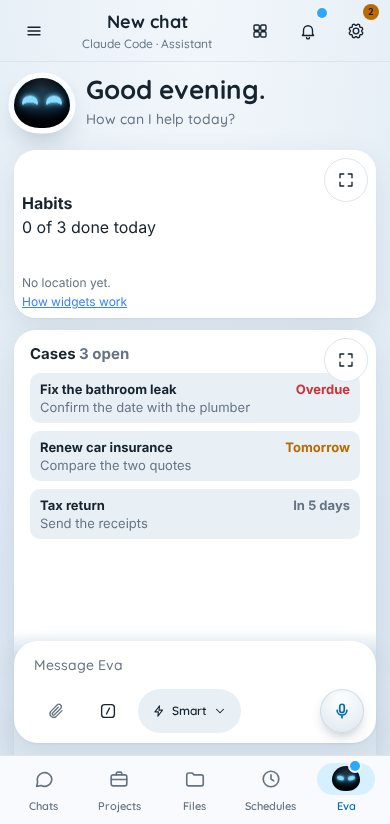 New chat
Claude Code · Assistant
2
Good evening.
How can I help today?
Habits
0 of 3 done today
No location yet.
How widgets work
Cases 3 open
Fix the bathroom leak Overdue
Confirm the date with the plumber
Renew car insurance Tomorrow
Compare the two quotes
Tax return In 5 days
Send the receipts
Message Eva
Smart
Chats Projects Files Schedules Eva